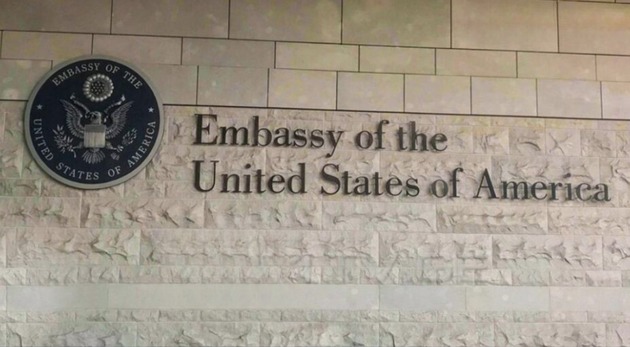 EMBASSY OF THE
UNITED STATES OF AMERICA
Embassy of the
United States of America